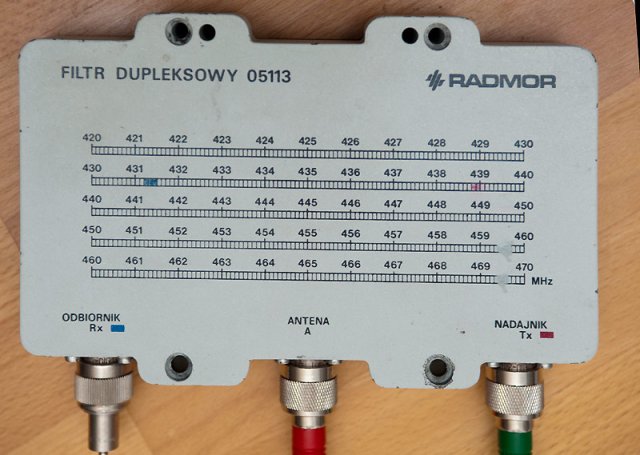 FILTR DUPLEKSOWY 05113
RADMOR
420 421 422 423 424 425 426 427 428 429 430
430 431 432 433 434 435 436 437 438 439 440
440 441 442 443 444 445 446 447 448 449 450
450 451 452 453 454 455 456 457 458 459 460
460 461 462 463 464 465 466 467 468 469 470 MHz
ODBIORNIK
Rx
ANTENA
A
NADAJNIK
Tx